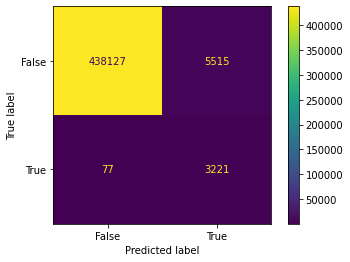 False
438127
5515
True
77
3221
False
True
Predicted label
True label
400000
350000
300000
250000
200000
150000
100000
50000